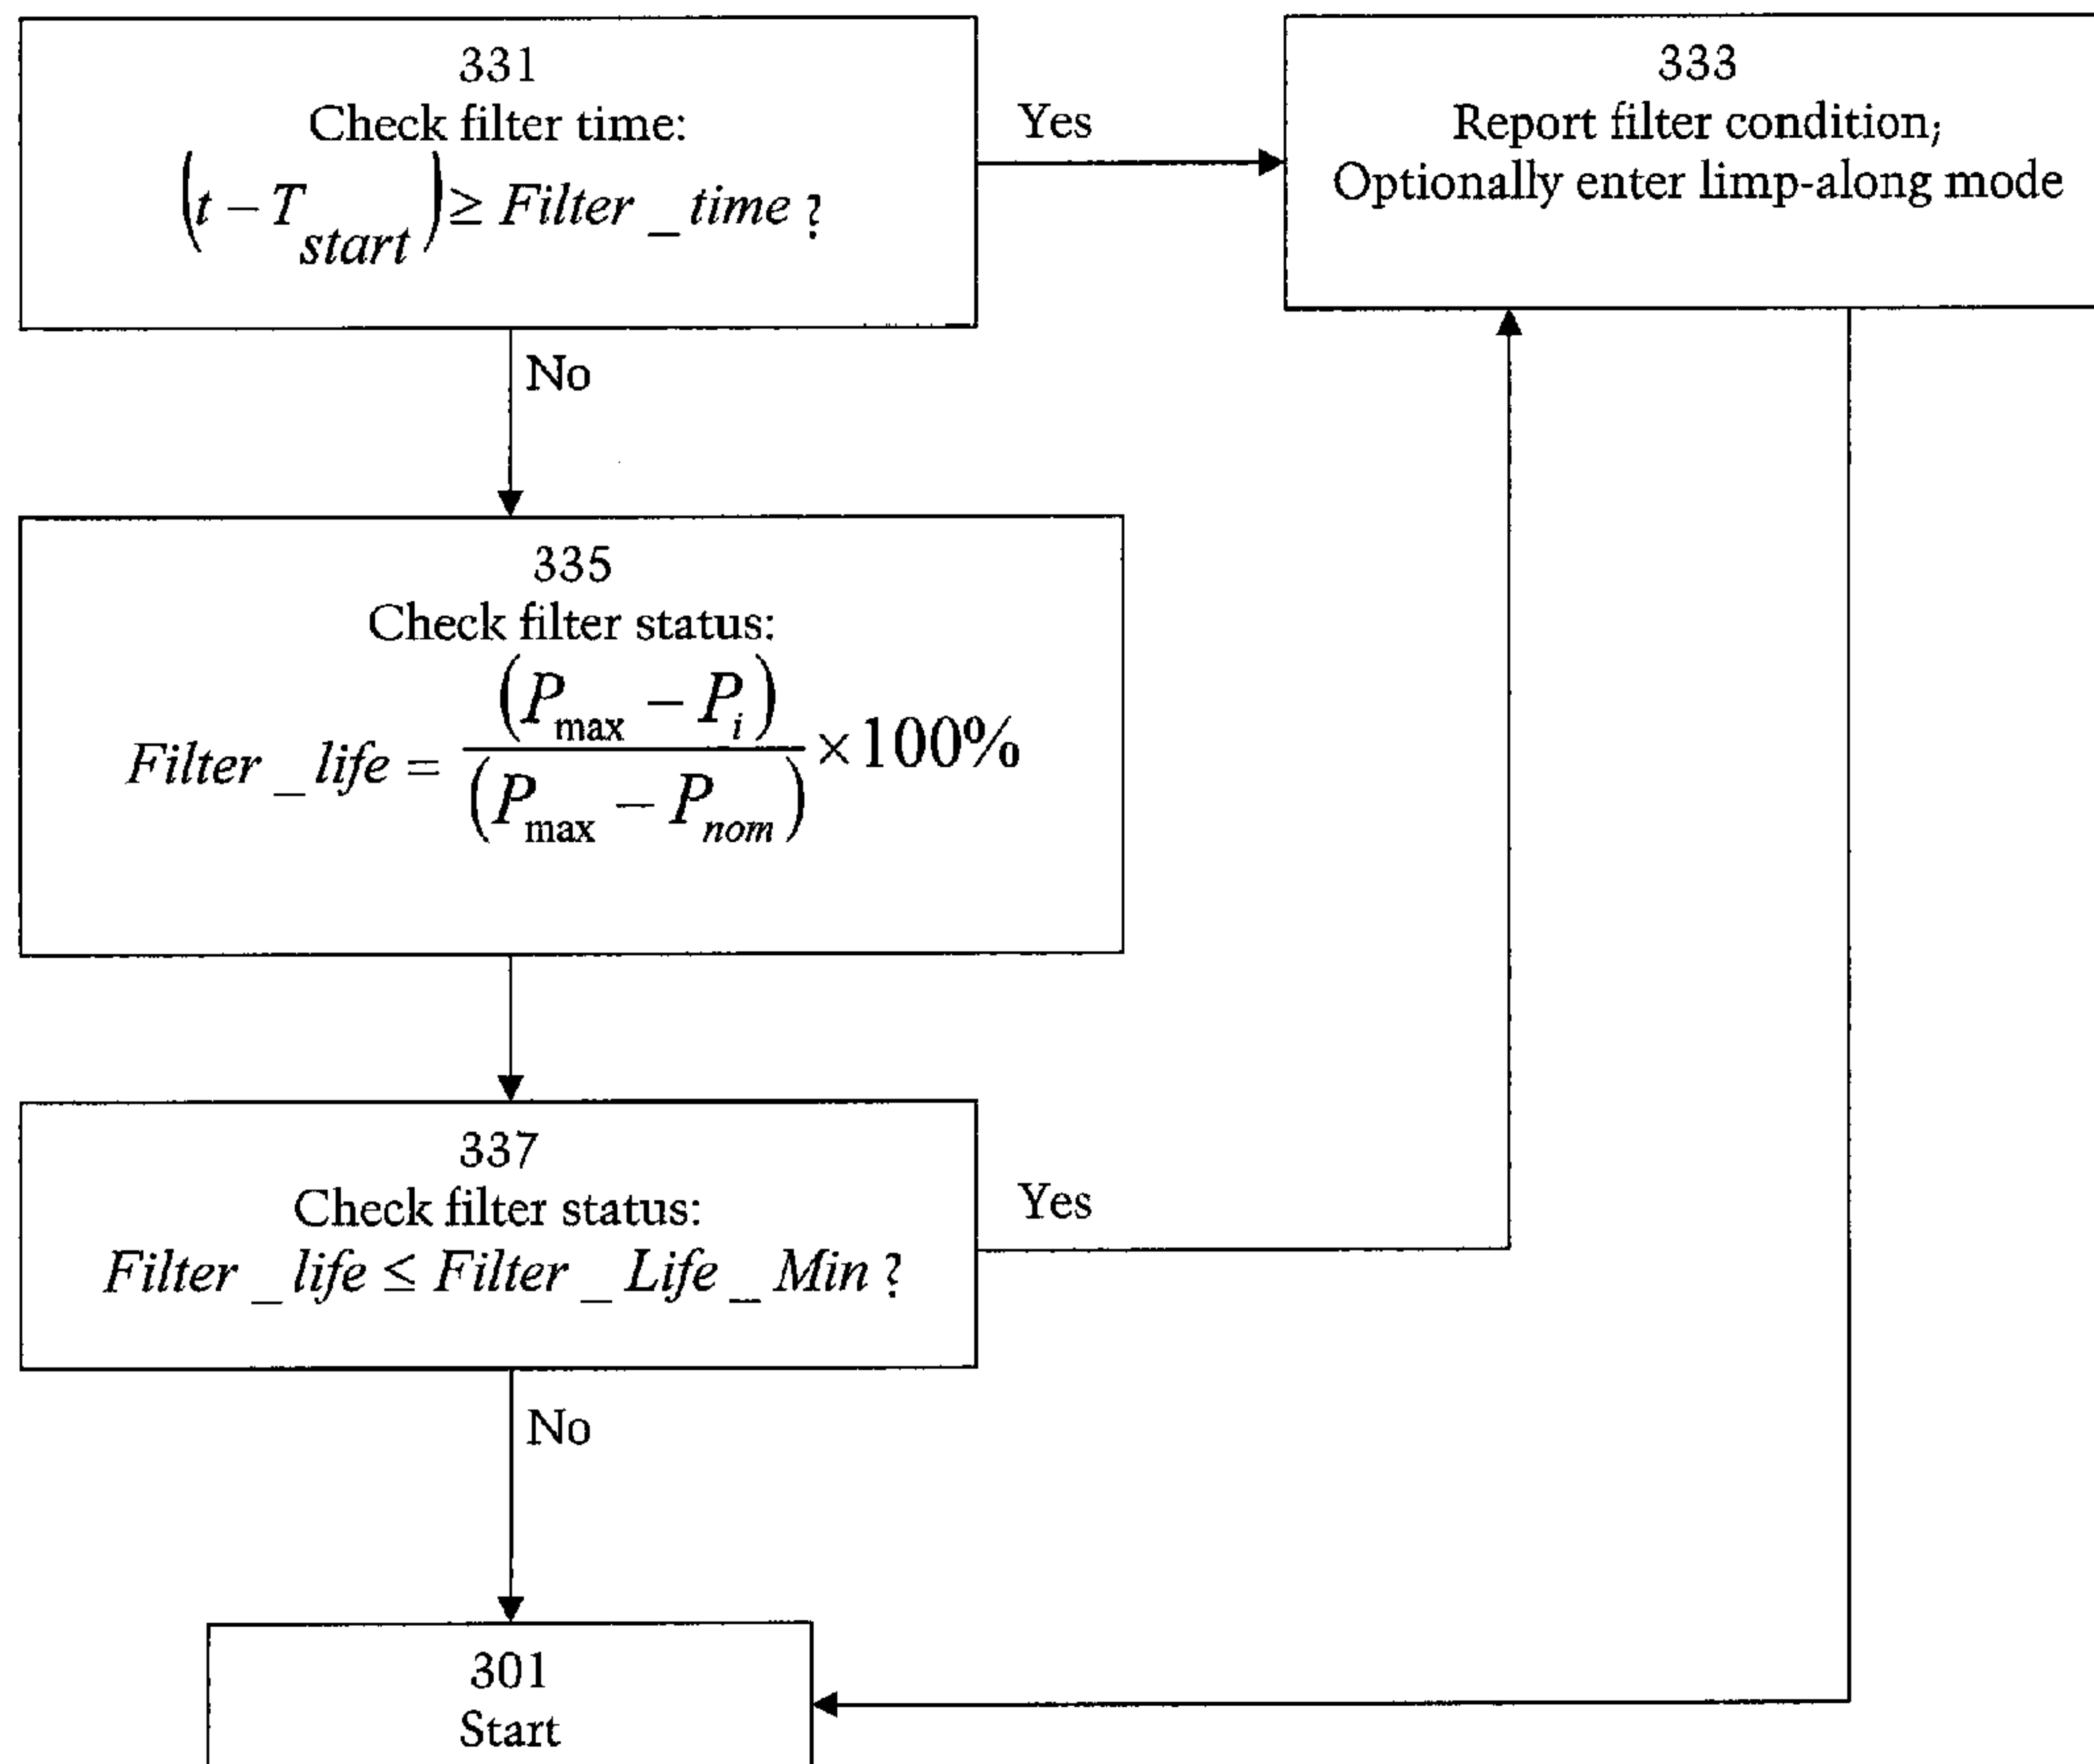 331
Check filter time:
(t − T_start) ≥ Filter_time ?
Yes
333
Report filter condition;
Optionally enter limp-along mode
No
335
Check filter status:
Filter_life = (P_max − P_i) / (P_max − P_nom) ×100%
337
Check filter status:
Filter_life ≤ Filter_Life_Min ?
Yes
No
301
Start